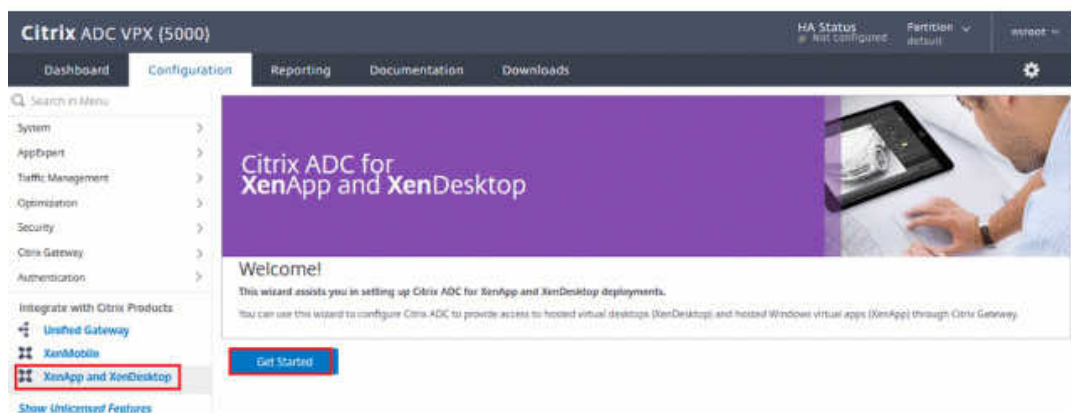 Citrix ADC VPX (5000)
HA Status
Not configured
Partition
default
nsroot
Dashboard
Configuration
Reporting
Documentation
Downloads
Search in Menu
System
AppExpert
Traffic Management
Optimization
Security
Citrix Gateway
Authentication
Integrate with Citrix Products
Unified Gateway
XenMobile
XenApp and XenDesktop
Show Unlicensed Features
Citrix ADC for
XenApp and XenDesktop
Welcome!
This wizard assists you in setting up Citrix ADC for XenApp and XenDesktop deployments.
You can use this wizard to configure Citrix ADC to provide access to hosted virtual desktops (XenDesktop) and hosted Windows virtual apps (XenApp) through Citrix Gateway.
Get Started